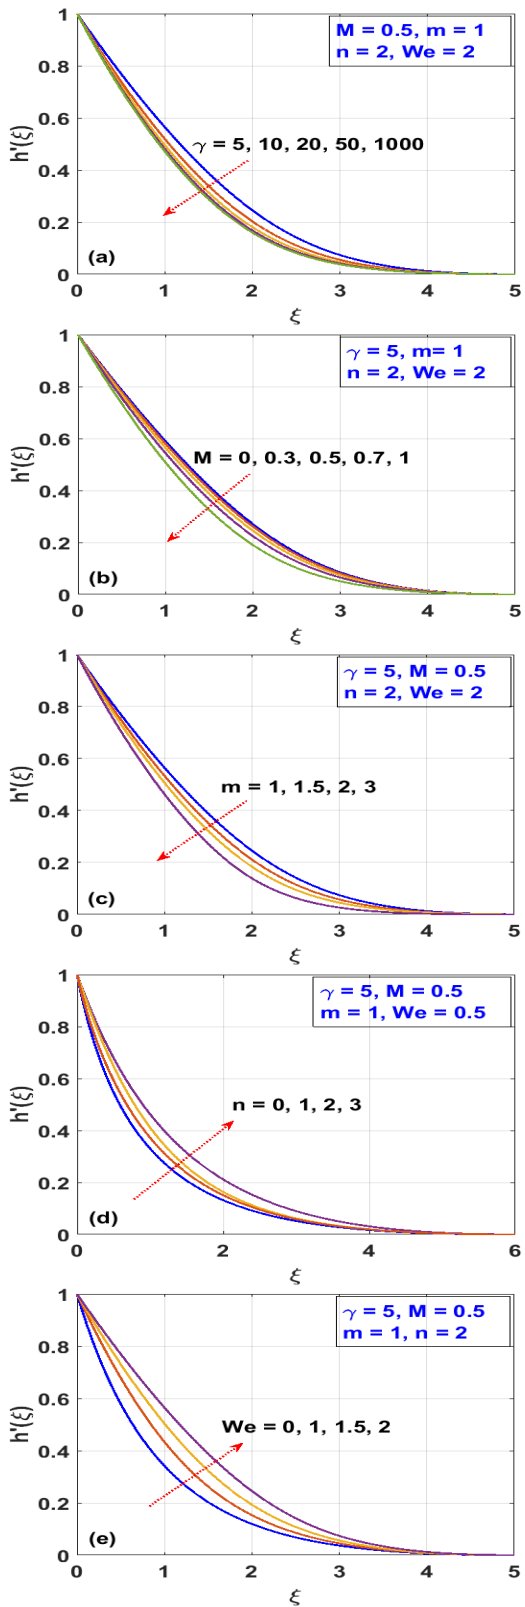 1
0.8
0.6
0.4
0.2
0
h'(ξ)
M = 0.5, m = 1
n = 2, We = 2
γ = 5, 10, 20, 50, 1000
(a)
0 1 2 3 4 5
ξ
1
0.8
0.6
0.4
0.2
0
h'(ξ)
γ = 5, m= 1
n = 2, We = 2
M = 0, 0.3, 0.5, 0.7, 1
(b)
0 1 2 3 4 5
ξ
1
0.8
0.6
0.4
0.2
0
h'(ξ)
γ = 5, M = 0.5
n = 2, We = 2
m = 1, 1.5, 2, 3
(c)
0 1 2 3 4 5
ξ
1
0.8
0.6
0.4
0.2
0
h'(ξ)
γ = 5, M = 0.5
m = 1, We = 0.5
n = 0, 1, 2, 3
(d)
0 2 4 6
ξ
1
0.8
0.6
0.4
0.2
0
h'(ξ)
γ = 5, M = 0.5
m = 1, n = 2
We = 0, 1, 1.5, 2
(e)
0 1 2 3 4 5
ξ